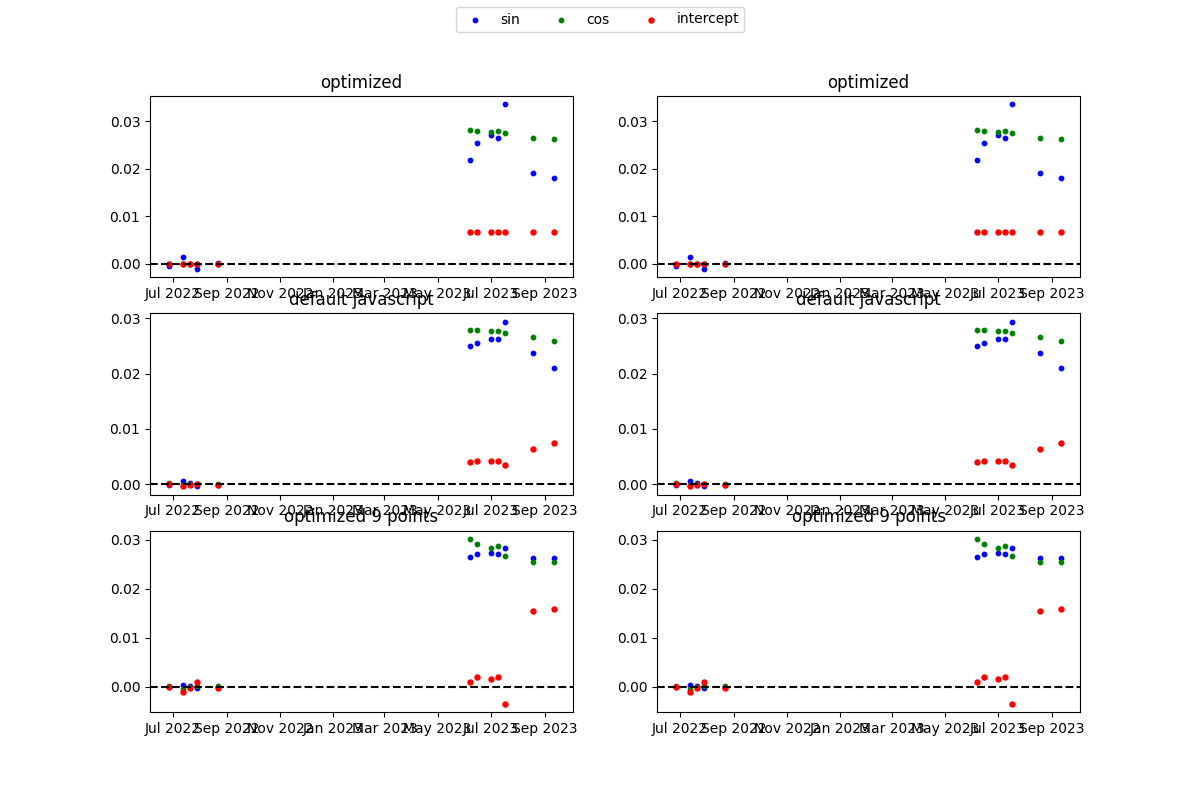 sin cos intercept
optimized optimized
0.03 0.03
0.02 0.02
0.01 0.01
0.00 0.00
Jul 2022 Sep 2022 Nov 2022 Jan 2023 Mar 2023 May 2023 Jul 2023 Sep 2023 Jul 2022 Sep 2022 Nov 2022 Jan 2023 Mar 2023 May 2023 Jul 2023 Sep 2023
default javascript default javascript
0.03 0.03
0.02 0.02
0.01 0.01
0.00 0.00
Jul 2022 Sep 2022 Nov 2022 Jan 2023 Mar 2023 May 2023 Jul 2023 Sep 2023 Jul 2022 Sep 2022 Nov 2022 Jan 2023 Mar 2023 May 2023 Jul 2023 Sep 2023
optimized 9 points optimized 9 points
0.03 0.03
0.02 0.02
0.01 0.01
0.00 0.00
Jul 2022 Sep 2022 Nov 2022 Jan 2023 Mar 2023 May 2023 Jul 2023 Sep 2023 Jul 2022 Sep 2022 Nov 2022 Jan 2023 Mar 2023 May 2023 Jul 2023 Sep 2023